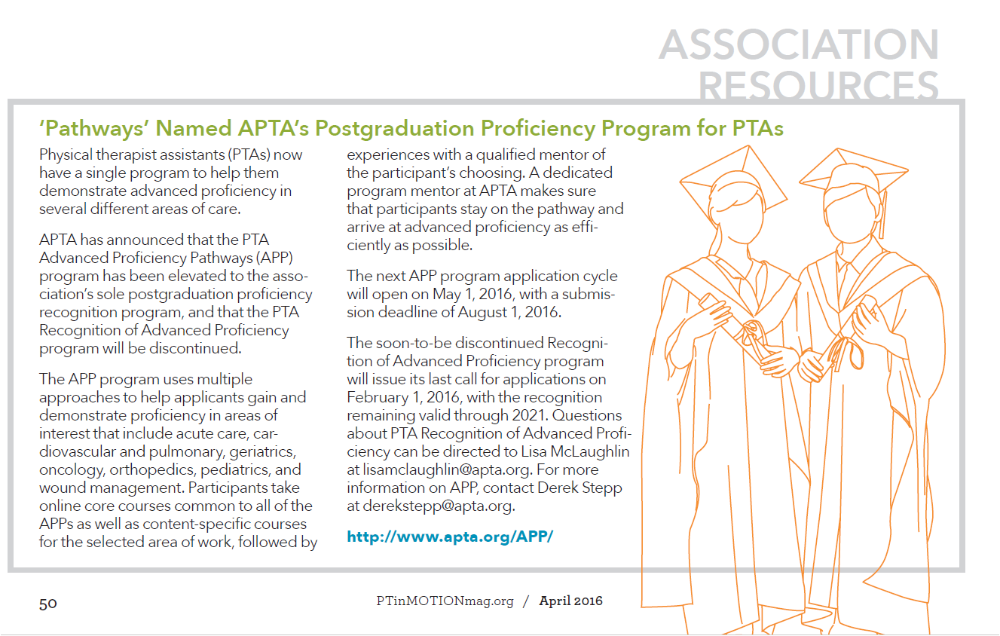 ASSOCIATION
RESOURCES
‘Pathways’ Named APTA’s Postgraduation Proficiency Program for PTAs
Physical therapist assistants (PTAs) now
have a single program to help them
demonstrate advanced proficiency in
several different areas of care.
APTA has announced that the PTA
Advanced Proficiency Pathways (APP)
program has been elevated to the asso-
ciation’s sole postgraduation proficiency
recognition program, and that the PTA
Recognition of Advanced Proficiency
program will be discontinued.
The APP program uses multiple
approaches to help applicants gain and
demonstrate proficiency in areas of
interest that include acute care, car-
diovascular and pulmonary, geriatrics,
oncology, orthopedics, pediatrics, and
wound management. Participants take
online core courses common to all of the
APPs as well as content-specific courses
for the selected area of work, followed by
experiences with a qualified mentor of
the participant’s choosing. A dedicated
program mentor at APTA makes sure
that participants stay on the pathway and
arrive at advanced proficiency as effi-
ciently as possible.
The next APP program application cycle
will open on May 1, 2016, with a submis-
sion deadline of August 1, 2016.
The soon-to-be discontinued Recogni-
tion of Advanced Proficiency program
will issue its last call for applications on
February 1, 2016, with the recognition
remaining valid through 2021. Questions
about PTA Recognition of Advanced Profi-
ciency can be directed to Lisa McLaughlin
at lisamclaughlin@apta.org. For more
information on APP, contact Derek Stepp
at derekstepp@apta.org.
http://www.apta.org/APP/
50
PTinMOTIONmag.org / April 2016